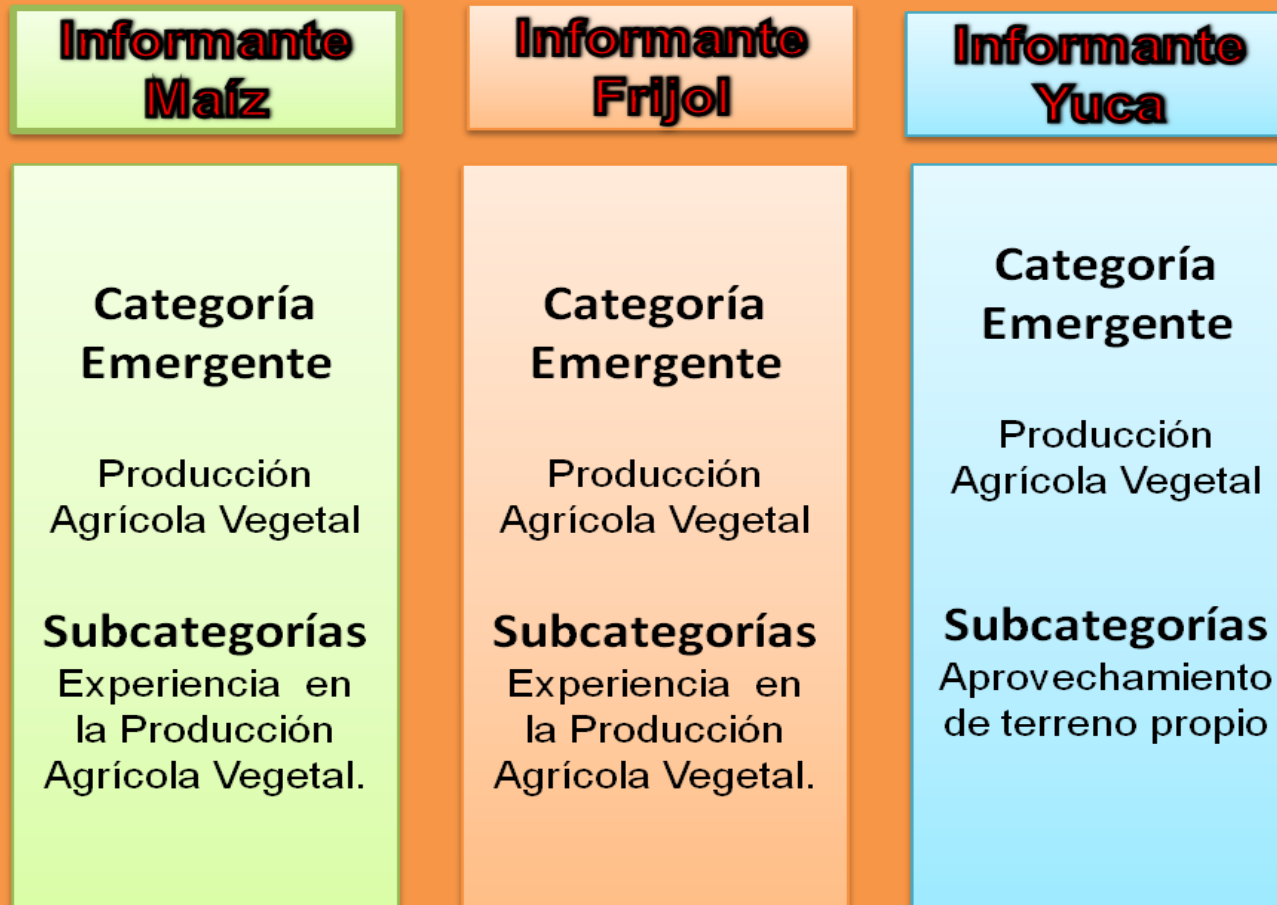 Informante
Maíz
Categoría
Emergente
Producción
Agrícola Vegetal
Subcategorías
Experiencia en
la Producción
Agrícola Vegetal.
Informante
Frijol
Categoría
Emergente
Producción
Agrícola Vegetal
Subcategorías
Experiencia en
la Producción
Agrícola Vegetal.
Informante
Yuca
Categoría
Emergente
Producción
Agrícola Vegetal
Subcategorías
Aprovechamiento
de terreno propio